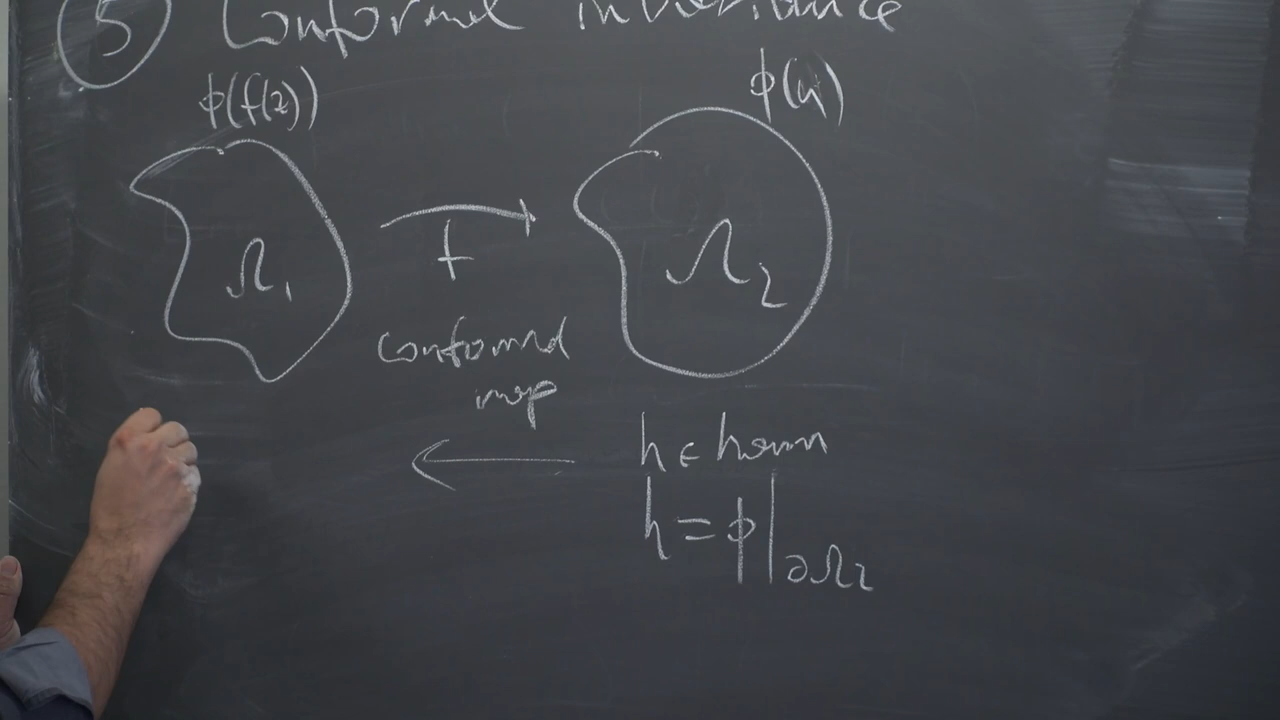 ⑤ Conformal invariance
ϕ(f(z))
ϕ(u)
Ω₁
f
Ω₂
conformal
map
h ∈ harm
h = ϕ|∂Ω₂